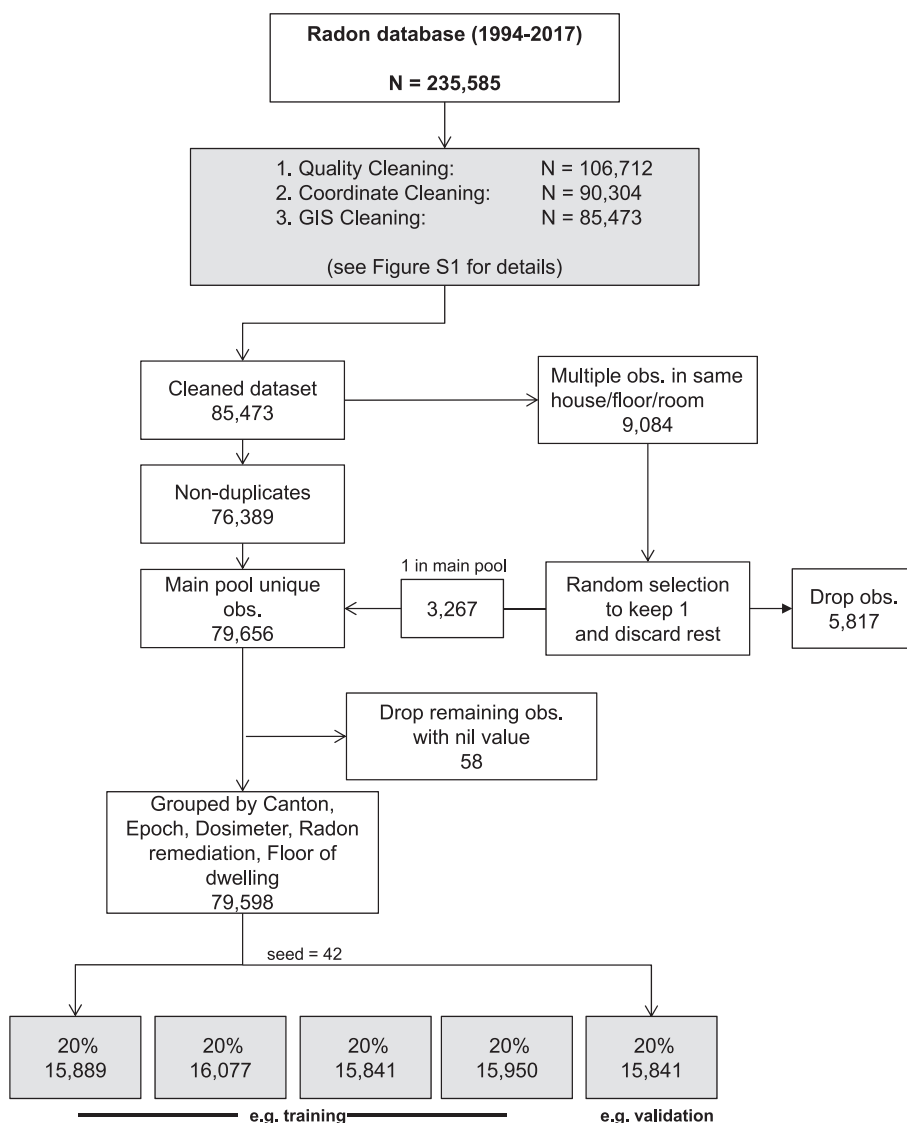 Radon database (1994-2017)
N = 235,585
1. Quality Cleaning: N = 106,712
2. Coordinate Cleaning: N = 90,304
3. GIS Cleaning: N = 85,473
(see Figure S1 for details)
Cleaned dataset
85,473
Multiple obs. in same
house/floor/room
9,084
Non-duplicates
76,389
Main pool unique
obs.
79,656
1 in main pool
3,267
Random selection
to keep 1
and discard rest
Drop obs.
5,817
Drop remaining obs.
with nil value
58
Grouped by Canton,
Epoch, Dosimeter, Radon
remediation, Floor of
dwelling
79,598
seed = 42
20%
15,889
20%
16,077
20%
15,841
20%
15,950
20%
15,841
e.g. training
e.g. validation